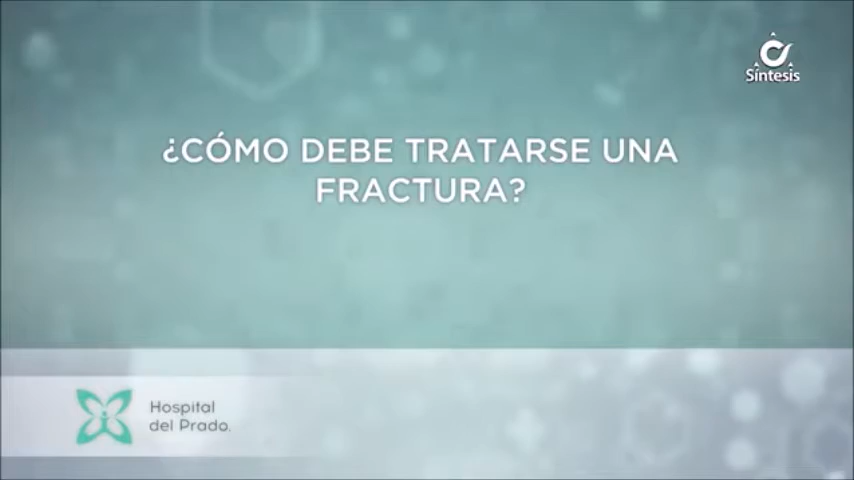 Síntesis
¿CÓMO DEBE TRATARSE UNA
FRACTURA?
Hospital
del Prado.